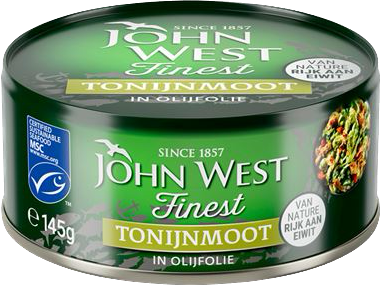 SINCE 1857
JOHN
WEST
Finest
TONIJNMOOT
IN OLIJFOLIE
VAN
NATURE
RIJK AAN
EIWIT
CERTIFIED
SUSTAINABLE
SEAFOOD
MSC
www.msc.org
TM
℮ 145g
SINCE 1857
JOHN WEST
Finest
TONIJNMOOT
IN OLIJFOLIE
VAN
NATURE
RIJK AAN
EIWIT